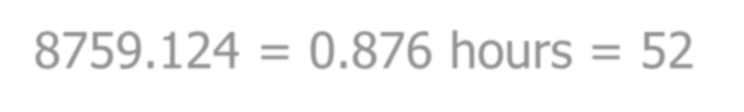 8759.124 = 0.876 hours = 52